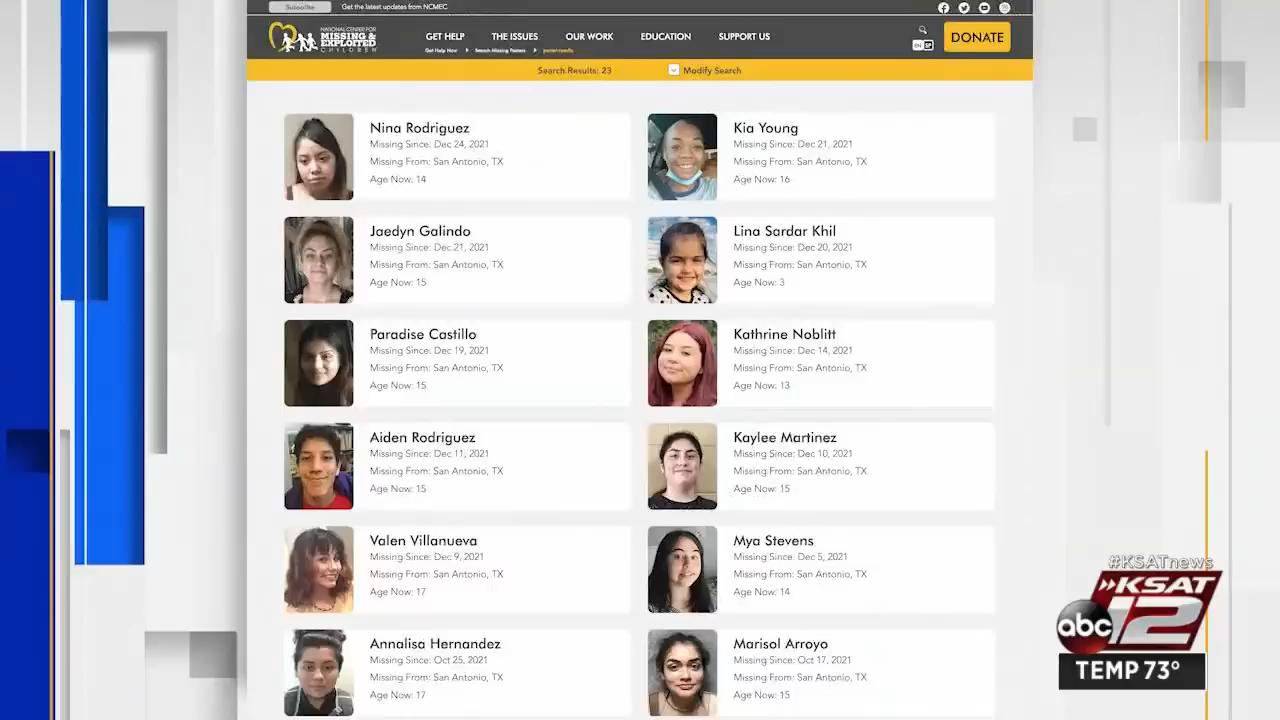 Subscribe
Get the latest updates from NCMEC
NATIONAL CENTER FOR
MISSING &
EXPLOITED
CHILDREN
GET HELP
THE ISSUES
OUR WORK
EDUCATION
SUPPORT US
DONATE
Get Help Now
Search Missing Posters
poster-results
EN
Search Results: 23
Modify Search
Nina Rodriguez
Missing Since: Dec 24, 2021
Missing From: San Antonio, TX
Age Now: 14
Kia Young
Missing Since: Dec 21, 2021
Missing From: San Antonio, TX
Age Now: 16
Jaedyn Galindo
Missing Since: Dec 21, 2021
Missing From: San Antonio, TX
Age Now: 15
Lina Sardar Khil
Missing Since: Dec 20, 2021
Missing From: San Antonio, TX
Age Now: 3
Paradise Castillo
Missing Since: Dec 19, 2021
Missing From: San Antonio, TX
Age Now: 15
Kathrine Noblitt
Missing Since: Dec 14, 2021
Missing From: San Antonio, TX
Age Now: 13
Aiden Rodriguez
Missing Since: Dec 11, 2021
Missing From: San Antonio, TX
Age Now: 15
Kaylee Martinez
Missing Since: Dec 10, 2021
Missing From: San Antonio, TX
Age Now: 15
Valen Villanueva
Missing Since: Dec 9, 2021
Missing From: San Antonio, TX
Age Now: 17
Mya Stevens
Missing Since: Dec 5, 2021
Missing From: San Antonio, TX
Age Now: 14
Annalisa Hernandez
Missing Since: Oct 25, 2021
Missing From: San Antonio, TX
Age Now: 17
Marisol Arroyo
Missing Since: Oct 17, 2021
Missing From: San Antonio, TX
Age Now: 15
#KSATnews
KSAT
abc 12
TEMP 73°